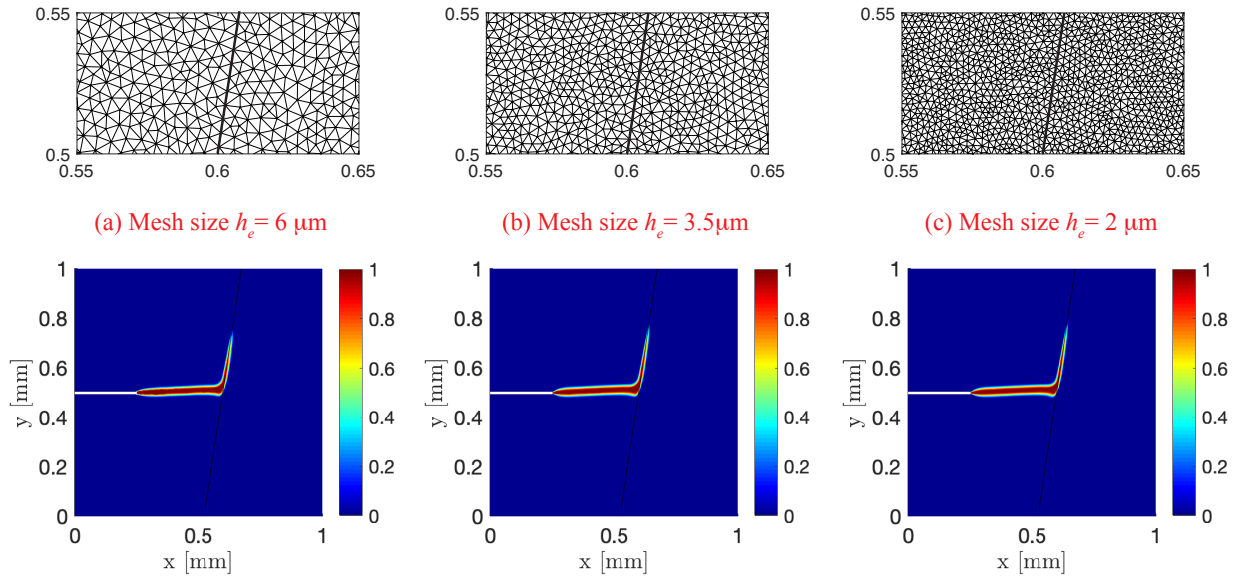 0.55 0.55 0.55
0.5 0.5 0.5
0.55 0.6 0.65 0.55 0.6 0.65 0.55 0.6 0.65
(a) Mesh size hₑ= 6 μm (b) Mesh size hₑ= 3.5μm (c) Mesh size hₑ= 2 μm
1 1 1 1 1 1
0.8 0.8 0.8 0.8 0.8 0.8
0.6 0.6 0.6 0.6 0.6 0.6
y [mm] y [mm] y [mm]
0.4 0.4 0.4 0.4 0.4 0.4
0.2 0.2 0.2 0.2 0.2 0.2
0 0 0 0 0 0
0 0.5 1 0 0.5 1 0 0.5 1
x [mm] x [mm] x [mm]